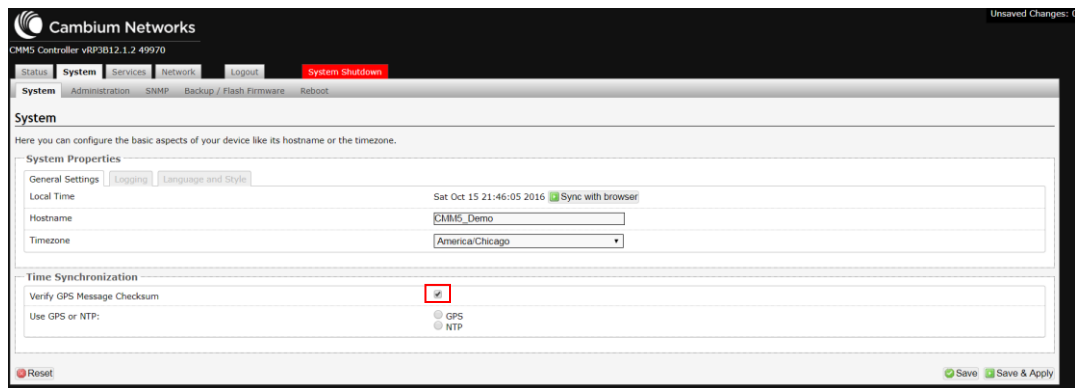 Unsaved Changes:
Cambium Networks
CMM5 Controller vRP3B12.1.2 49970
Status System Services Network Logout System Shutdown
System Administration SNMP Backup / Flash Firmware Reboot
System
Here you can configure the basic aspects of your device like its hostname or the timezone.
System Properties
General Settings Logging Language and Style
Local Time Sat Oct 15 21:46:05 2016 Sync with browser
Hostname CMM5_Demo
Timezone America/Chicago
Time Synchronization
Verify GPS Message Checksum
Use GPS or NTP: GPS
NTP
Reset Save Save & Apply